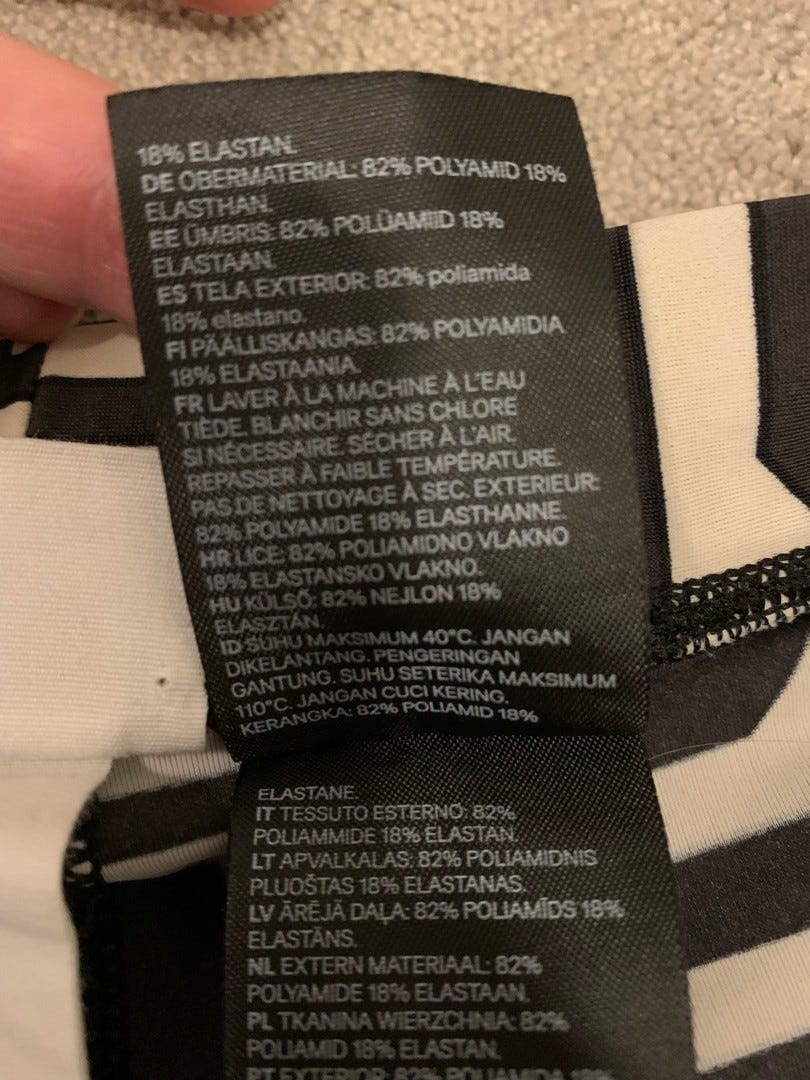 18% ELASTAN.
DE OBERMATERIAL: 82% POLYAMID 18%
ELASTHAN.
EE ÜMBRIS: 82% POLÜAMIID 18%
ELASTAAN.
ES TELA EXTERIOR: 82% poliamida
18% elastano.
FI PÄÄLLISKANGAS: 82% POLYAMIDIA
18% ELASTAANIA.
FR LAVER À LA MACHINE À L'EAU
TIÈDE. BLANCHIR SANS CHLORE
SI NÉCESSAIRE. SÉCHER À L'AIR.
REPASSER À FAIBLE TEMPÉRATURE.
PAS DE NETTOYAGE À SEC. EXTERIEUR:
82% POLYAMIDE 18% ELASTHANNE.
HR LICE: 82% POLIAMIDNO VLAKNO
18% ELASTANSKO VLAKNO.
HU KÜLSŐ: 82% NEJLON 18%
ELASZTÁN.
ID SUHU MAKSIMUM 40°C. JANGAN
DIKELANTANG. PENGERINGAN
GANTUNG. SUHU SETERIKA MAKSIMUM
110°C. JANGAN CUCI KERING.
KERANGKA: 82% POLIAMID 18%
ELASTANE.
IT TESSUTO ESTERNO: 82%
POLIAMMIDE 18% ELASTAN.
LT APVALKALAS: 82% POLIAMIDNIS
PLUOŠTAS 18% ELASTANAS.
LV ĀRĒJĀ DAĻA: 82% POLIAMĪDS 18%
ELASTĀNS.
NL EXTERN MATERIAAL: 82%
POLYAMIDE 18% ELASTAAN.
PL TKANINA WIERZCHNIA: 82%
POLIAMID 18% ELASTAN.
PT EXTERIOR: 82% POLIAMIDA 18%